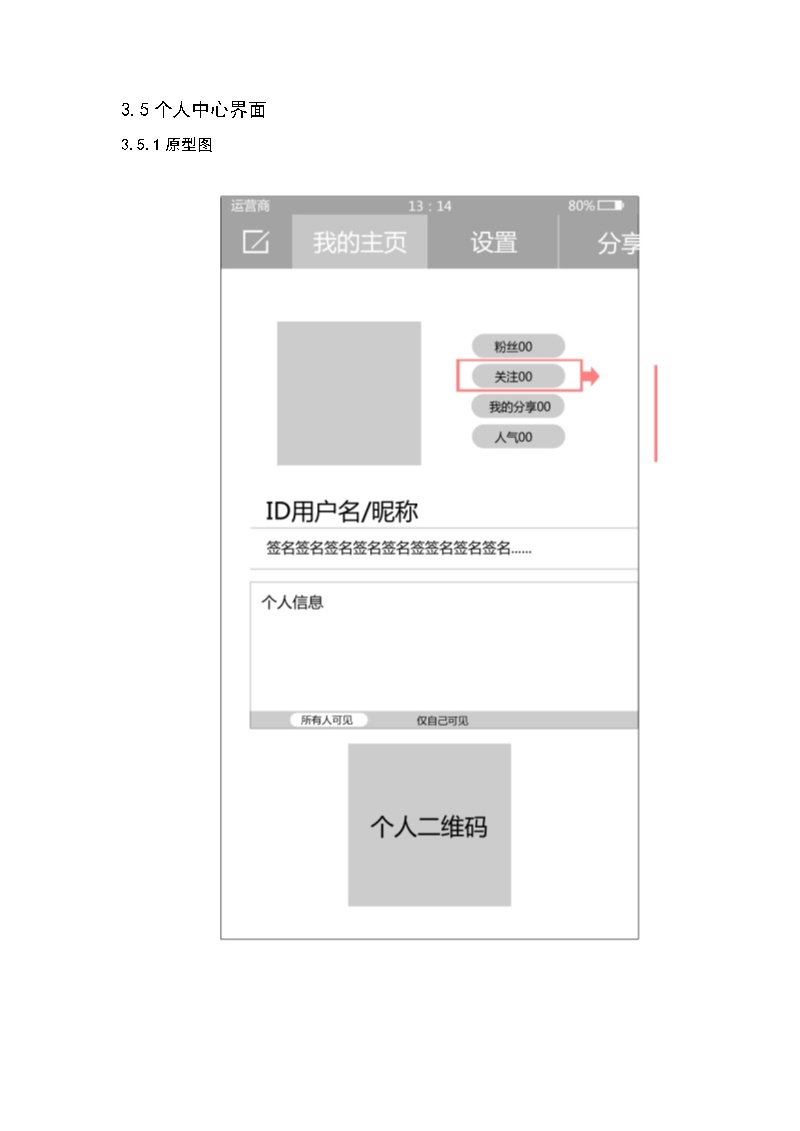 3.5个人中心界面
3.5.1原型图
运营商 13：14 80%
我的主页 设置 分享
粉丝00
关注00
我的分享00
人气00
ID用户名/昵称
签名签名签名签名签名签签名签名签名......
个人信息
所有人可见 仅自己可见
个人二维码